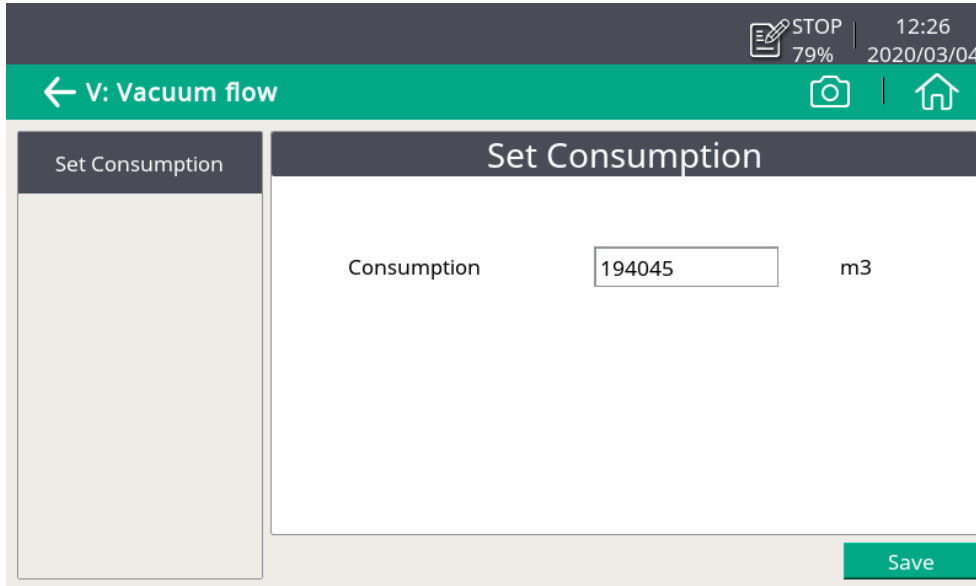 STOP 12:26
79% 2020/03/04
V: Vacuum flow
Set Consumption
Set Consumption
Consumption 194045 m3
Save